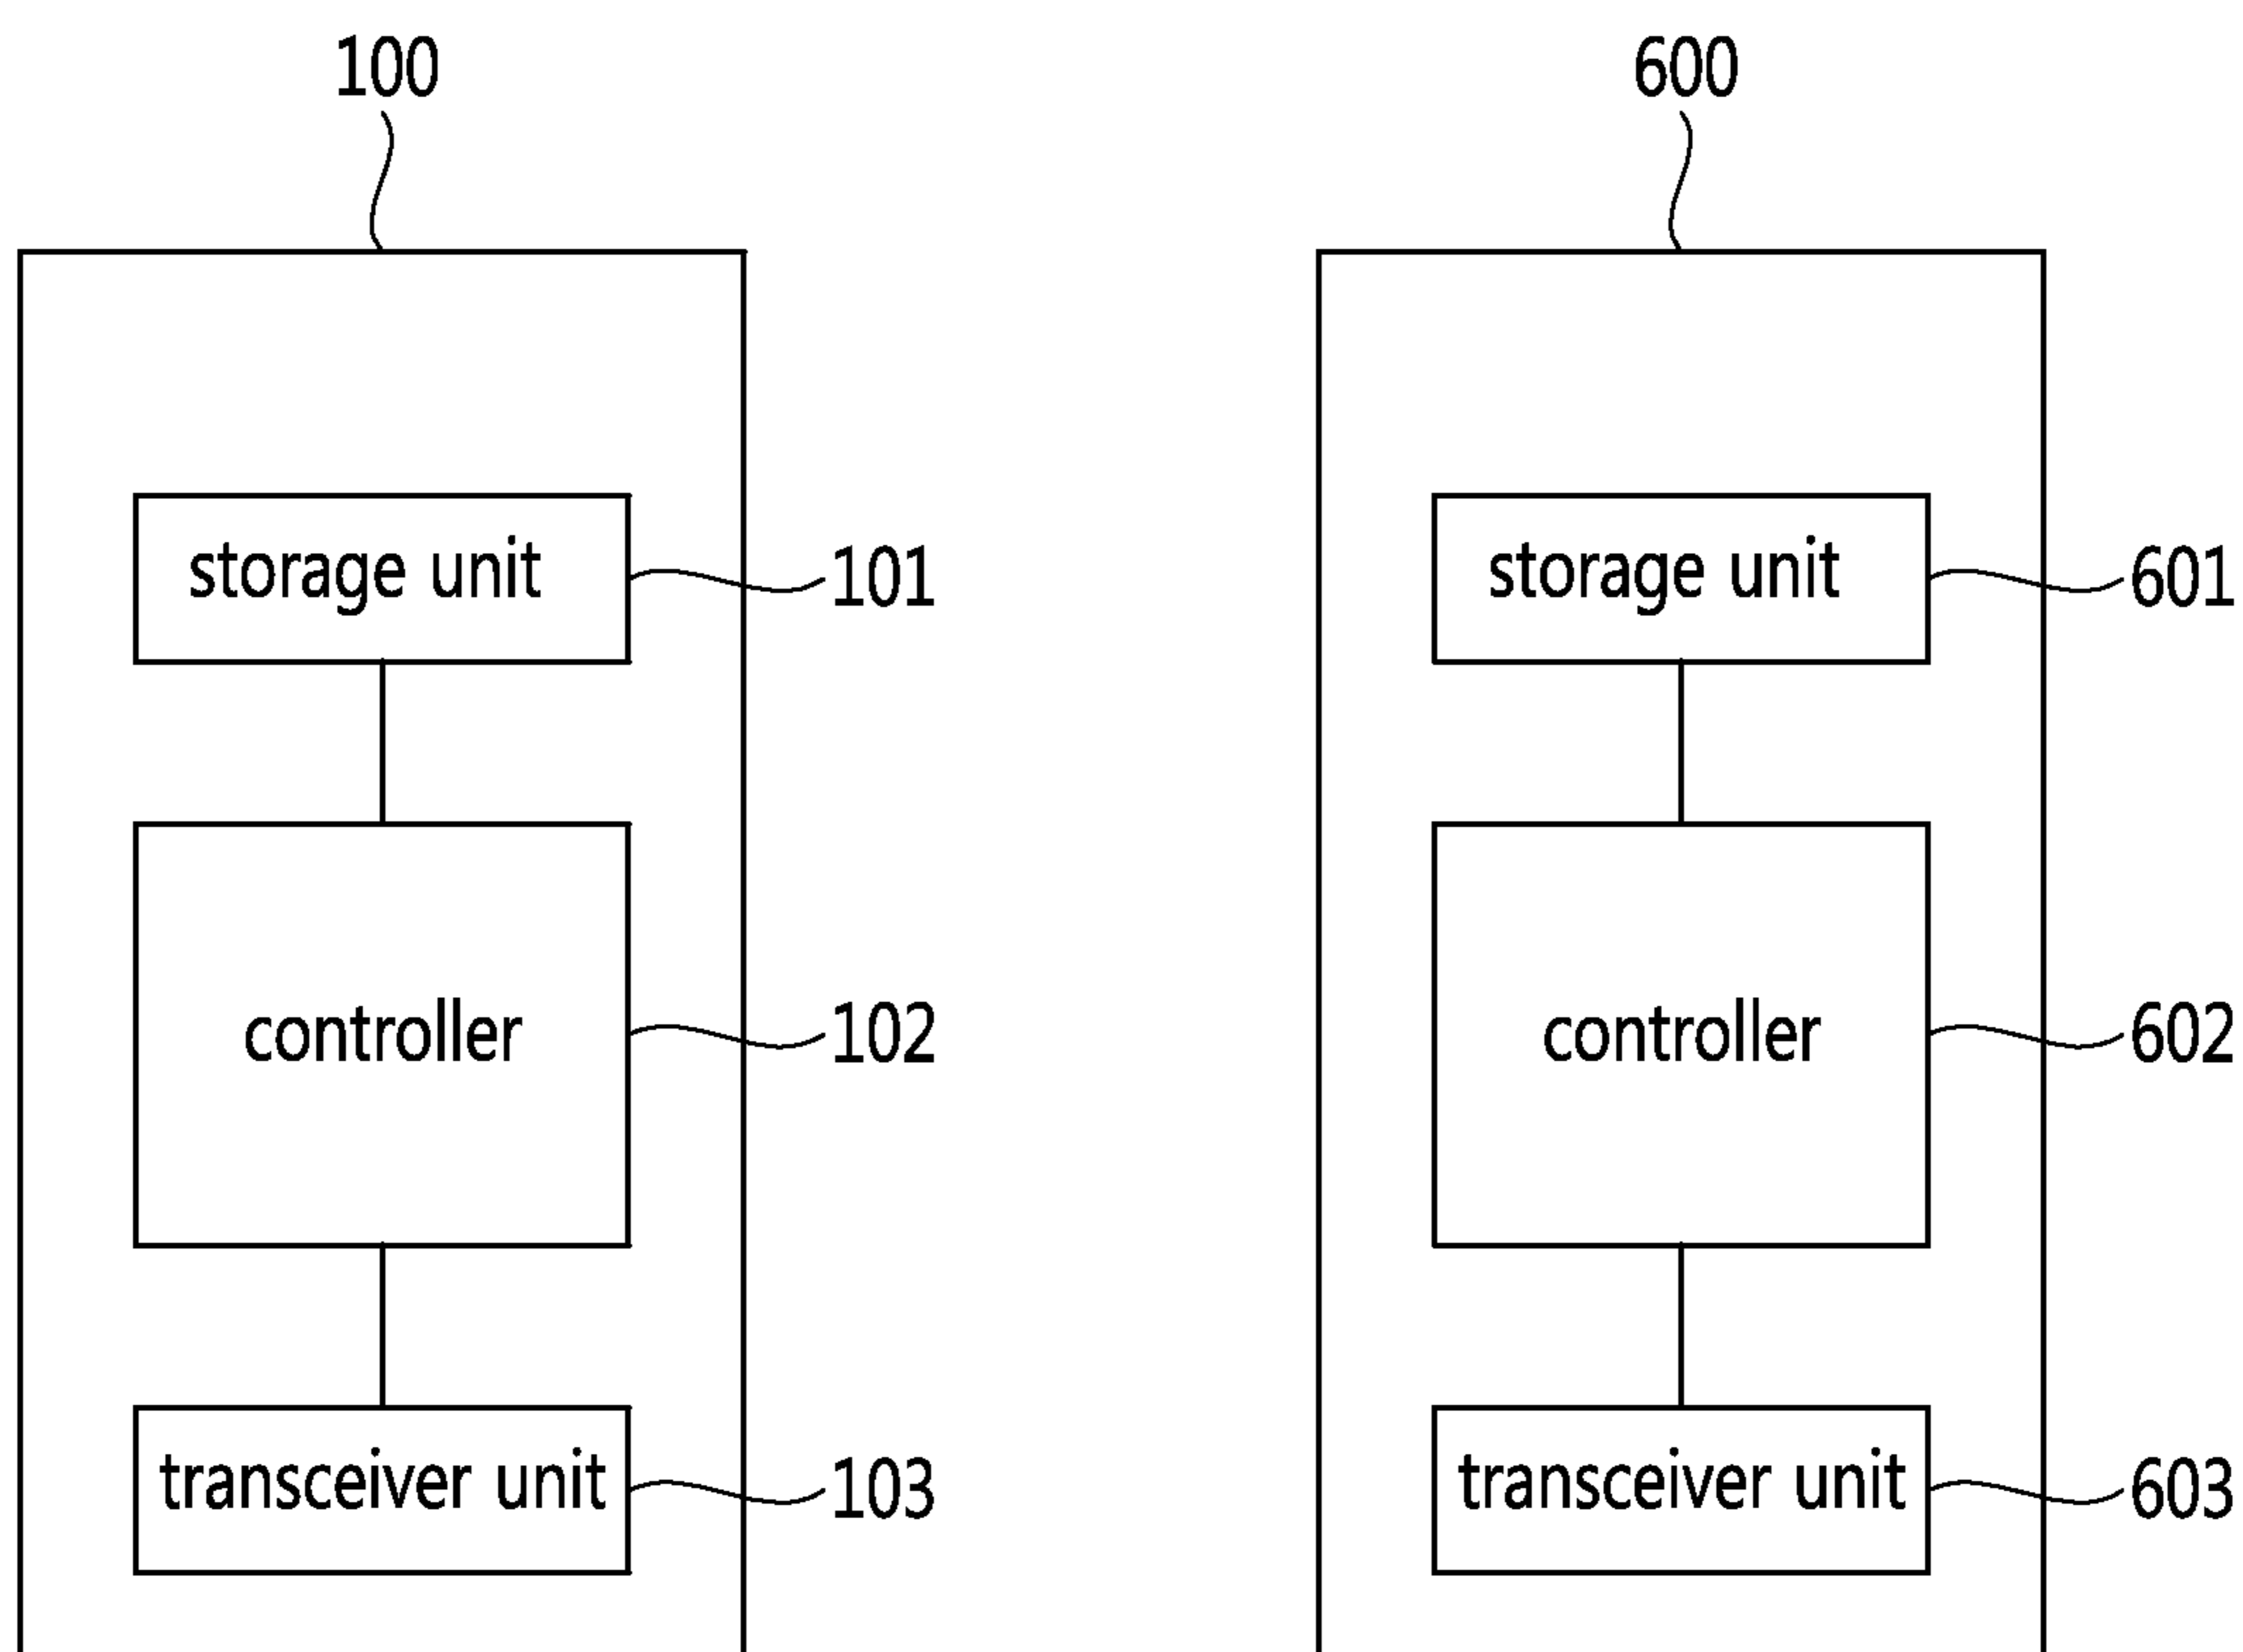 100
600
storage unit
101
storage unit
601
controller
102
controller
602
transceiver unit
103
transceiver unit
603